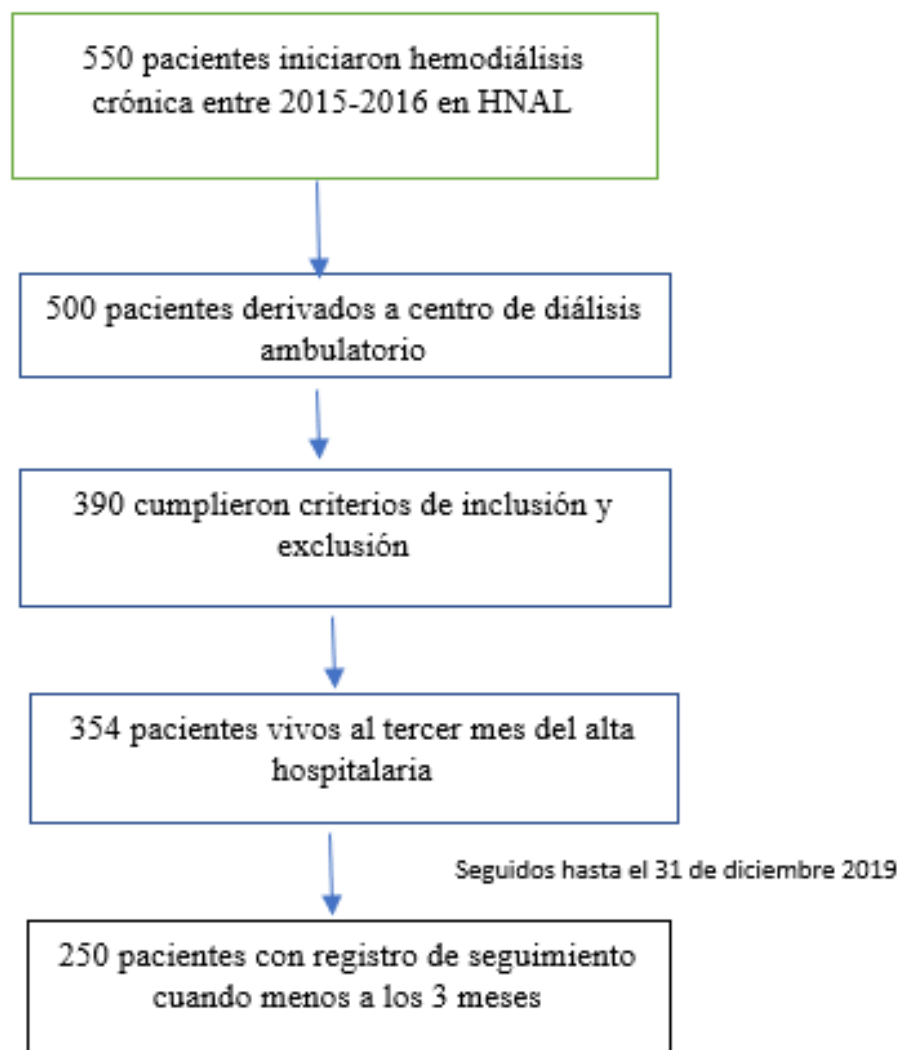 550 pacientes iniciaron hemodiálisis
crónica entre 2015-2016 en HNAL
500 pacientes derivados a centro de diálisis
ambulatorio
390 cumplieron criterios de inclusión y
exclusión
354 pacientes vivos al tercer mes del alta
hospitalaria
Seguidos hasta el 31 de diciembre 2019
250 pacientes con registro de seguimiento
cuando menos a los 3 meses